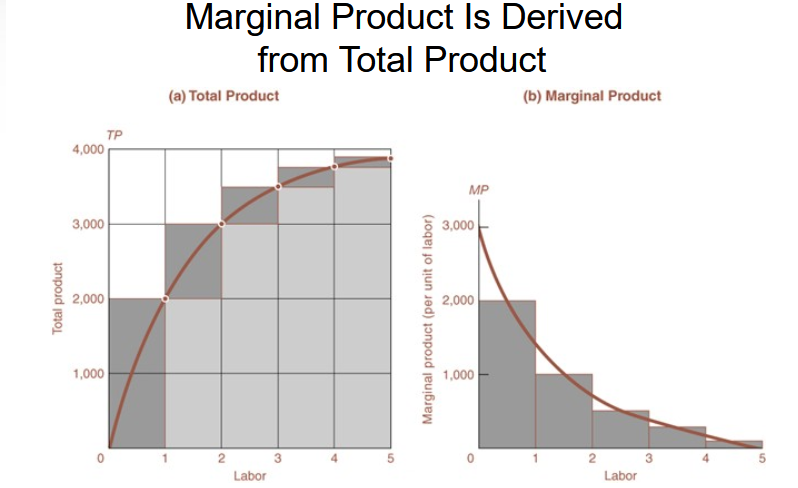 Marginal Product Is Derived
from Total Product
(a) Total Product
TP
4,000
3,000
2,000
1,000
0
1
2
3
4
5
Total product
Labor
(b) Marginal Product
MP
3,000
2,000
1,000
0
1
2
3
4
5
Marginal product (per unit of labor)
Labor